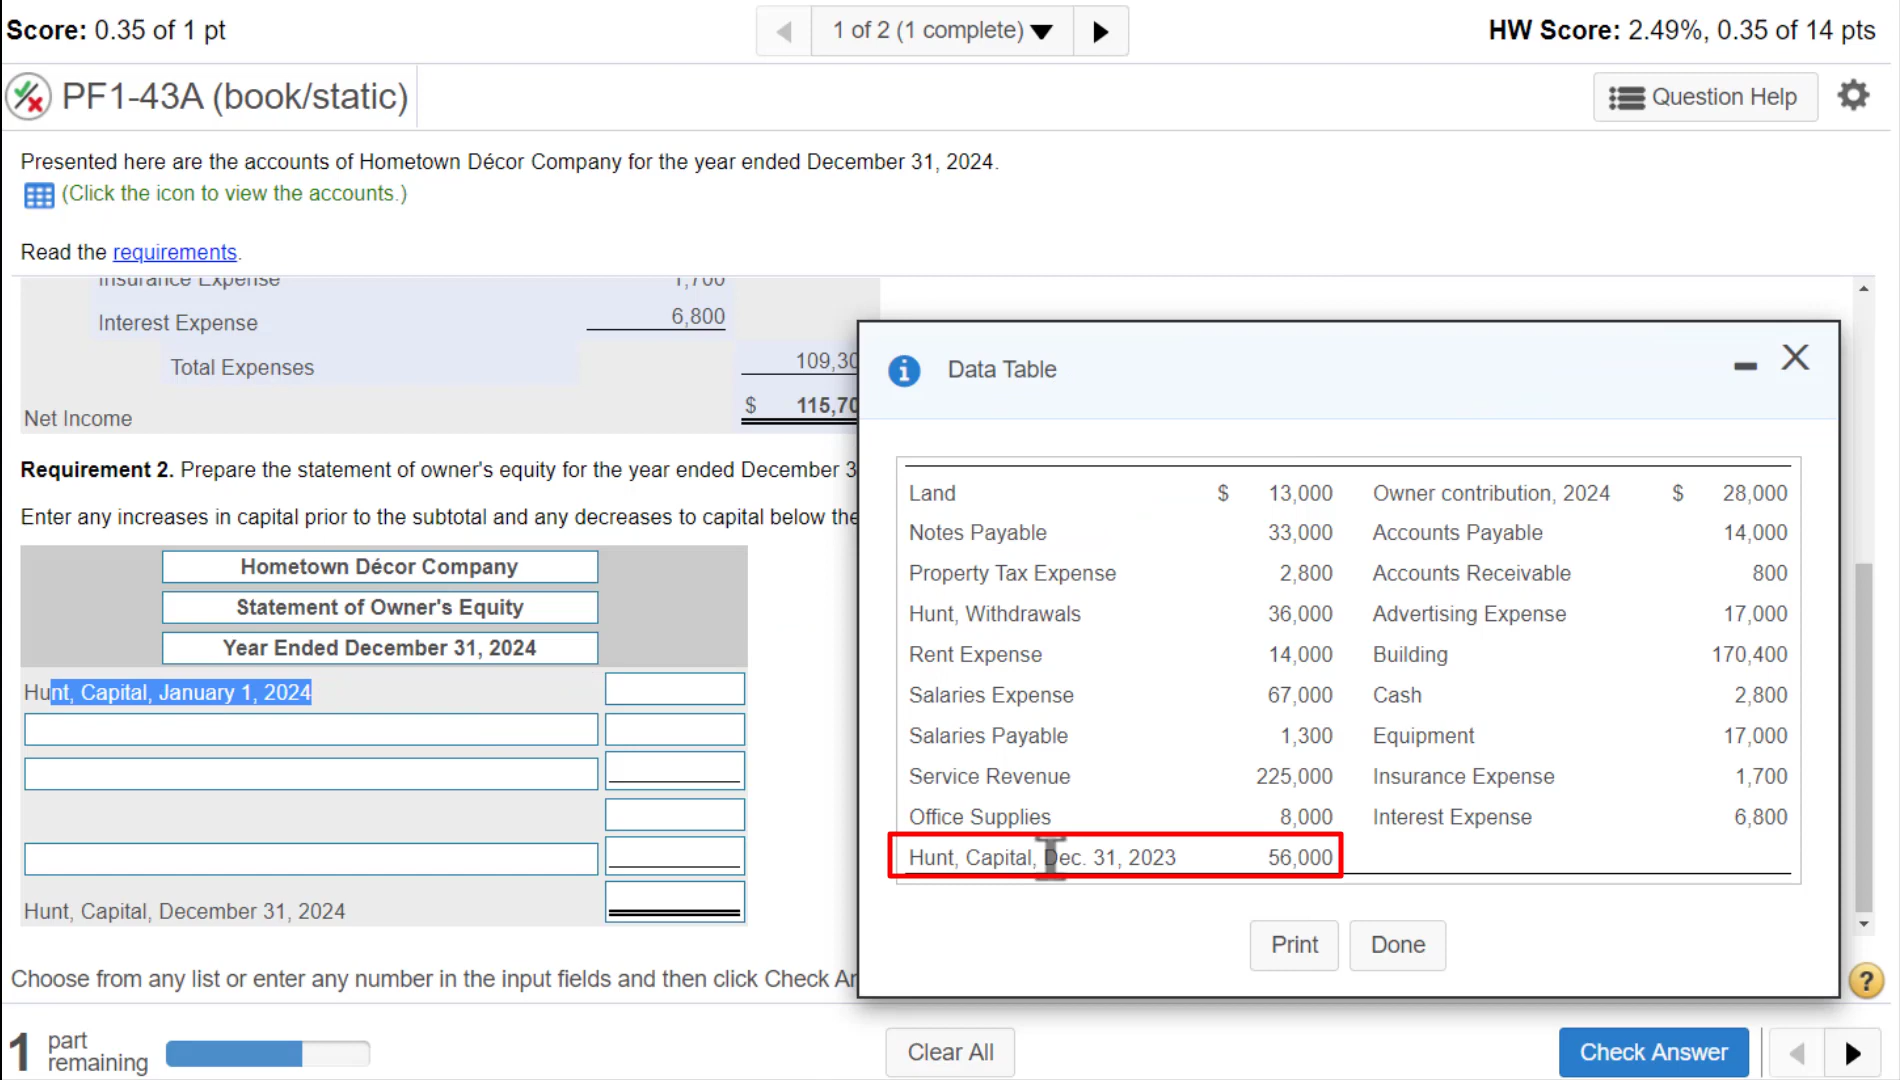 Score: 0.35 of 1 pt
1 of 2 (1 complete)
HW Score: 2.49%, 0.35 of 14 pts
PF1-43A (book/static)
Question Help
Presented here are the accounts of Hometown Décor Company for the year ended December 31, 2024.
(Click the icon to view the accounts.)
Read the requirements.
Insurance Expense 1,700
Interest Expense 6,800
Total Expenses 109,30
Net Income $ 115,70
Requirement 2. Prepare the statement of owner's equity for the year ended December 3
Enter any increases in capital prior to the subtotal and any decreases to capital below the
Hometown Décor Company
Statement of Owner's Equity
Year Ended December 31, 2024
Hunt, Capital, January 1, 2024
Hunt, Capital, December 31, 2024
Data Table
Land $ 13,000 Owner contribution, 2024 $ 28,000
Notes Payable 33,000 Accounts Payable 14,000
Property Tax Expense 2,800 Accounts Receivable 800
Hunt, Withdrawals 36,000 Advertising Expense 17,000
Rent Expense 14,000 Building 170,400
Salaries Expense 67,000 Cash 2,800
Salaries Payable 1,300 Equipment 17,000
Service Revenue 225,000 Insurance Expense 1,700
Office Supplies 8,000 Interest Expense 6,800
Hunt, Capital, Dec. 31, 2023 56,000
Print Done
Choose from any list or enter any number in the input fields and then click Check Ar
?
1 part remaining
Clear All
Check Answer